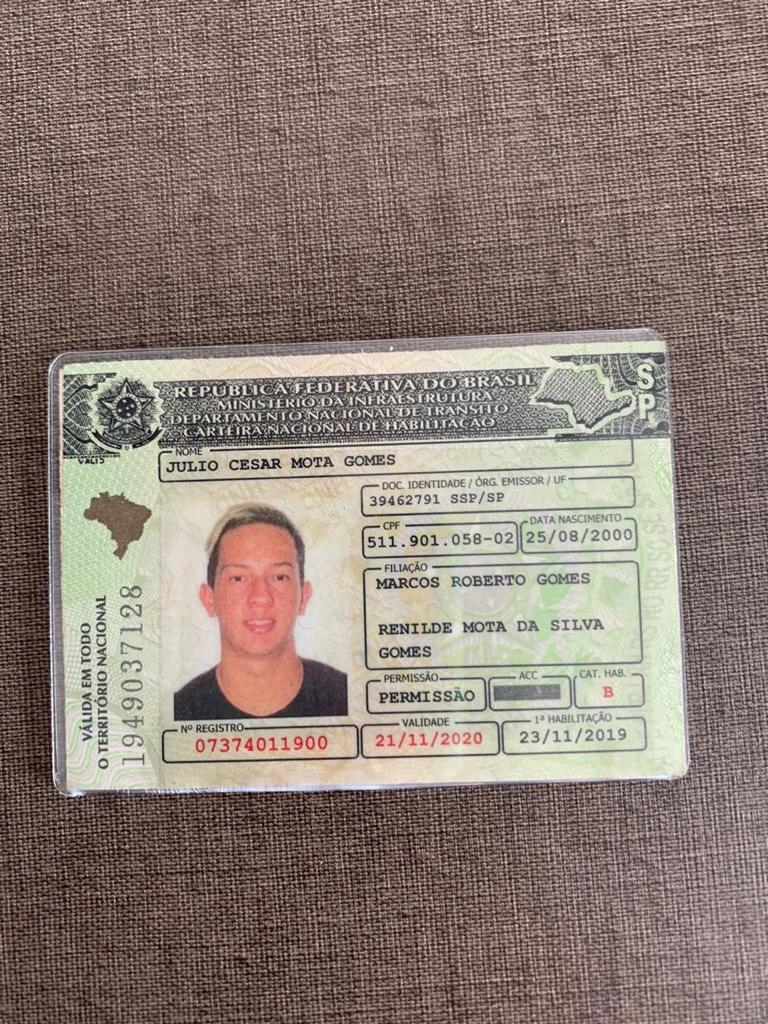 REPÚBLICA FEDERATIVA DO BRASIL
MINISTÉRIO DA INFRAESTRUTURA
DEPARTAMENTO NACIONAL DE TRÂNSITO
CARTEIRA NACIONAL DE HABILITAÇÃO
SP
NOME
JULIO CESAR MOTA GOMES
DOC. IDENTIDADE / ÓRG. EMISSOR / UF
39462791 SSP/SP
CPF
511.901.058-02
DATA NASCIMENTO
25/08/2000
FILIAÇÃO
MARCOS ROBERTO GOMES
RENILDE MOTA DA SILVA
GOMES
PERMISSÃO
PERMISSÃO
ACC
CAT. HAB.
B
Nº REGISTRO
07374011900
VALIDADE
21/11/2020
1ª HABILITAÇÃO
23/11/2019
VÁLIDA EM TODO
O TERRITÓRIO NACIONAL
1949037128